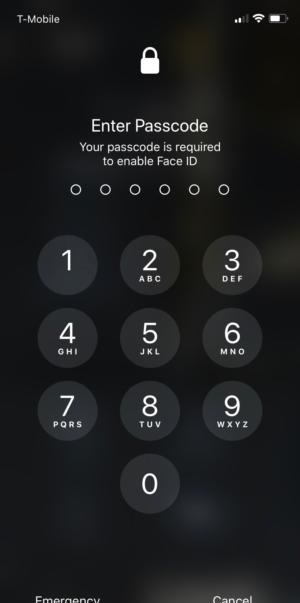 T-Mobile
Enter Passcode
Your passcode is required
to enable Face ID
1
2
ABC
3
DEF
4
GHI
5
JKL
6
MNO
7
PQRS
8
TUV
9
WXYZ
0
Emergency
Cancel